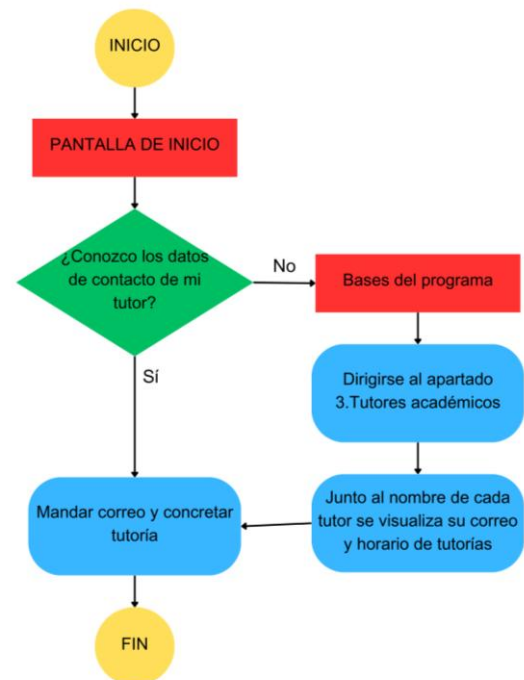 INICIO
PANTALLA DE INICIO
¿Conozco los datos
de contacto de mi
tutor?
No
Bases del programa
Dirigirse al apartado
3.Tutores académicos
Sí
Junto al nombre de cada
tutor se visualiza su correo
y horario de tutorías
Mandar correo y concretar
tutoría
FIN